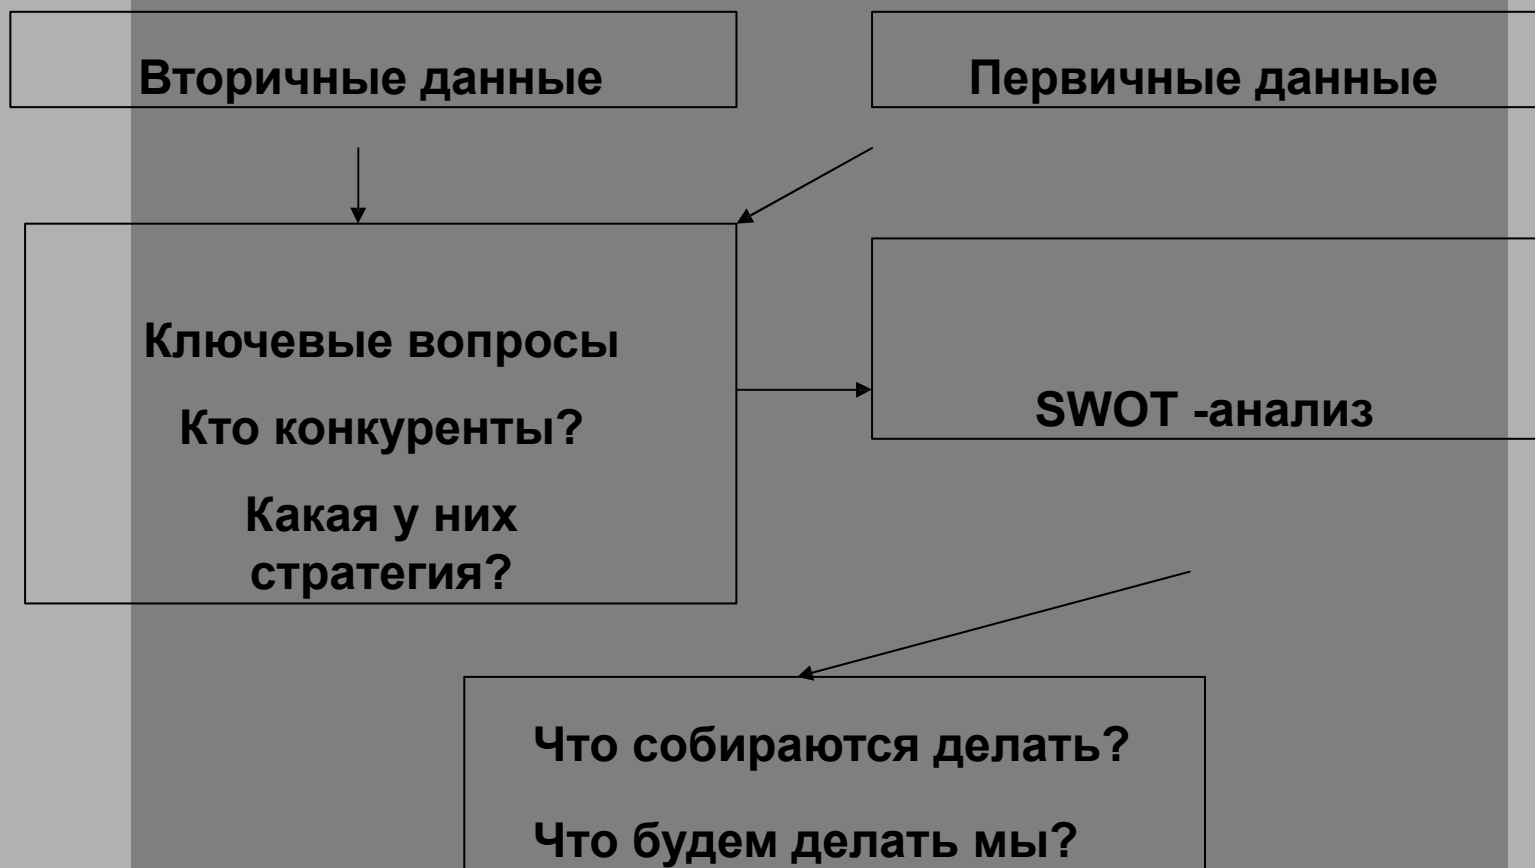 Вторичные данные
Первичные данные
Ключевые вопросы
Кто конкуренты?
Какая у них
стратегия?
SWOT -анализ
Что собираются делать?
Что будем делать мы?